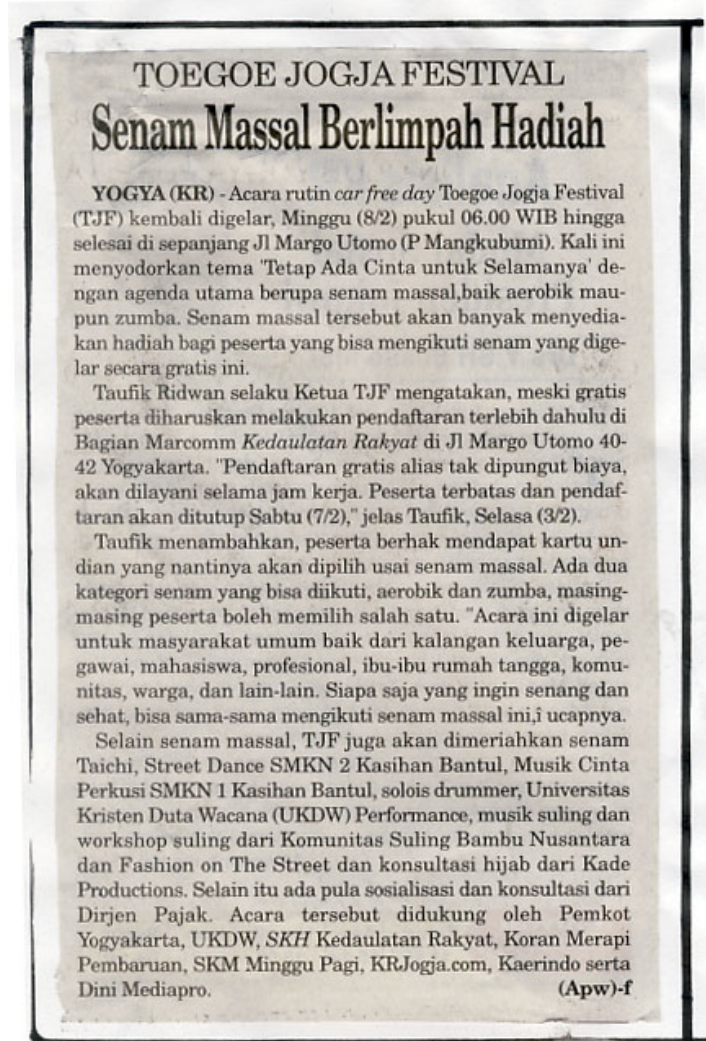 TOEGOE JOGJA FESTIVAL
Senam Massal Berlimpah Hadiah
YOGYA (KR) - Acara rutin car free day Toegoe Jogja Festival
(TJF) kembali digelar, Minggu (8/2) pukul 06.00 WIB hingga
selesai di sepanjang Jl Margo Utomo (P Mangkubumi). Kali ini
menyodorkan tema 'Tetap Ada Cinta untuk Selamanya' de-
ngan agenda utama berupa senam massal,baik aerobik mau-
pun zumba. Senam massal tersebut akan banyak menyedia-
kan hadiah bagi peserta yang bisa mengikuti senam yang dige-
lar secara gratis ini.
Taufik Ridwan selaku Ketua TJF mengatakan, meski gratis
peserta diharuskan melakukan pendaftaran terlebih dahulu di
Bagian Marcomm Kedaulatan Rakyat di Jl Margo Utomo 40-
42 Yogyakarta. "Pendaftaran gratis alias tak dipungut biaya,
akan dilayani selama jam kerja. Peserta terbatas dan pendaf-
taran akan ditutup Sabtu (7/2)," jelas Taufik, Selasa (3/2).
Taufik menambahkan, peserta berhak mendapat kartu un-
dian yang nantinya akan dipilih usai senam massal. Ada dua
kategori senam yang bisa diikuti, aerobik dan zumba, masing-
masing peserta boleh memilih salah satu. "Acara ini digelar
untuk masyarakat umum baik dari kalangan keluarga, pe-
gawai, mahasiswa, profesional, ibu-ibu rumah tangga, komu-
nitas, warga, dan lain-lain. Siapa saja yang ingin senang dan
sehat, bisa sama-sama mengikuti senam massal ini,î ucapnya.
Selain senam massal, TJF juga akan dimeriahkan senam
Taichi, Street Dance SMKN 2 Kasihan Bantul, Musik Cinta
Perkusi SMKN 1 Kasihan Bantul, solois drummer, Universitas
Kristen Duta Wacana (UKDW) Performance, musik suling dan
workshop suling dari Komunitas Suling Bambu Nusantara
dan Fashion on The Street dan konsultasi hijab dari Kade
Productions. Selain itu ada pula sosialisasi dan konsultasi dari
Dirjen Pajak. Acara tersebut didukung oleh Pemkot
Yogyakarta, UKDW, SKH Kedaulatan Rakyat, Koran Merapi
Pembaruan, SKM Minggu Pagi, KRJogja.com, Kaerindo serta
Dini Mediapro. (Apw)-f